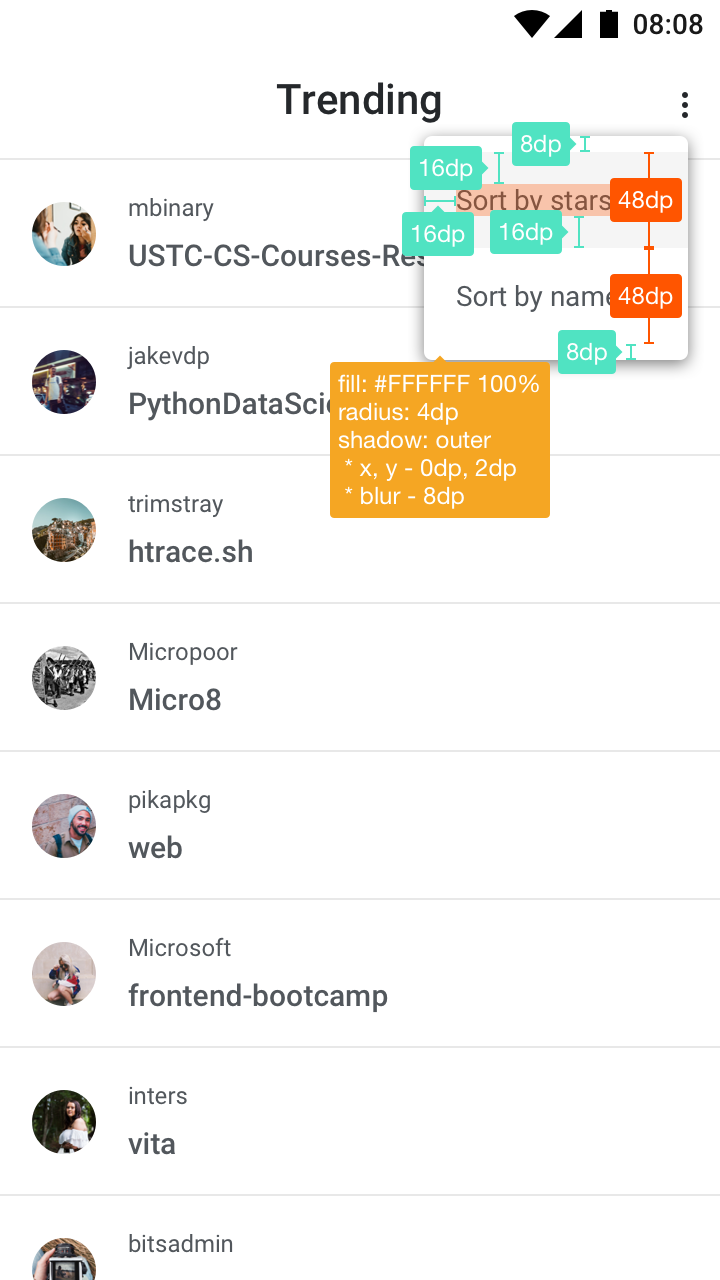 08:08
Trending
8dp
16dp
Sort by stars
48dp
16dp
16dp
mbinary
USTC-CS-Courses-Res
Sort by name
48dp
8dp
jakevdp
PythonDataScie
fill: #FFFFFF 100%
radius: 4dp
shadow: outer
* x, y - 0dp, 2dp
* blur - 8dp
trimstray
htrace.sh
Micropoor
Micro8
pikapkg
web
Microsoft
frontend-bootcamp
inters
vita
bitsadmin